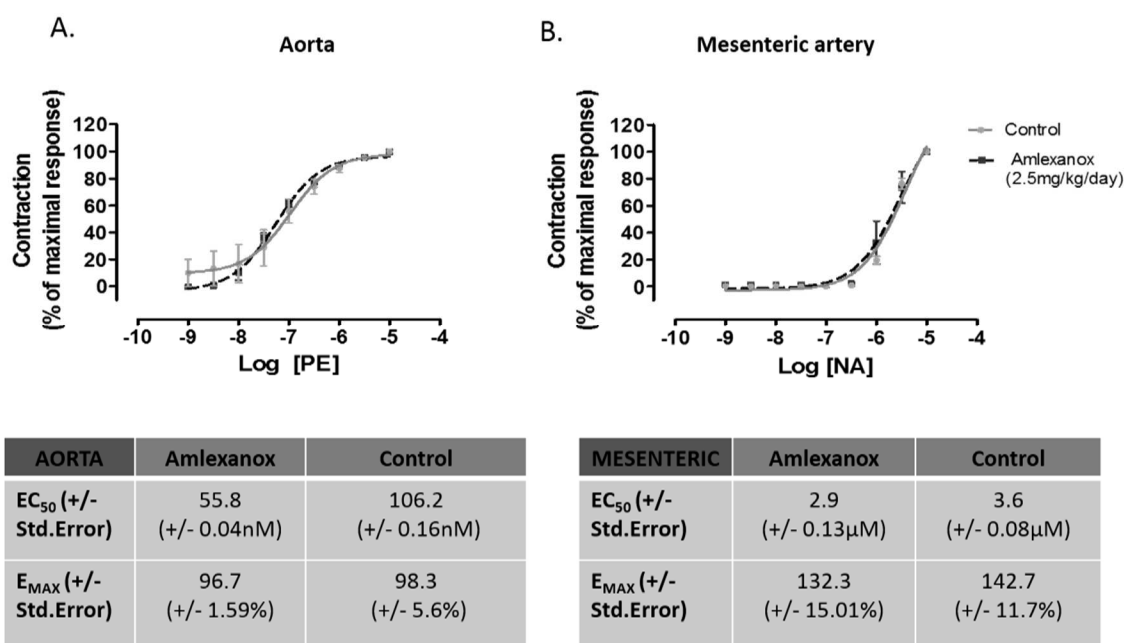 A.
Aorta
Contraction
(% of maximal response)
120
100
80
60
40
20
0
-10 -9 -8 -7 -6 -5 -4
Log [PE]
B.
Mesenteric artery
Contraction
(% of maximal response)
120
100
80
60
40
20
0
-10 -9 -8 -7 -6 -5 -4
Log [NA]
Control
Amlexanox
(2.5mg/kg/day)
AORTA Amlexanox Control
EC50 (+/- 55.8 106.2
Std.Error) (+/- 0.04nM) (+/- 0.16nM)
EMAX (+/- 96.7 98.3
Std.Error) (+/- 1.59%) (+/- 5.6%)
MESENTERIC Amlexanox Control
EC50 (+/- 2.9 3.6
Std.Error) (+/- 0.13µM) (+/- 0.08µM)
EMAX (+/- 132.3 142.7
Std.Error) (+/- 15.01%) (+/- 11.7%)